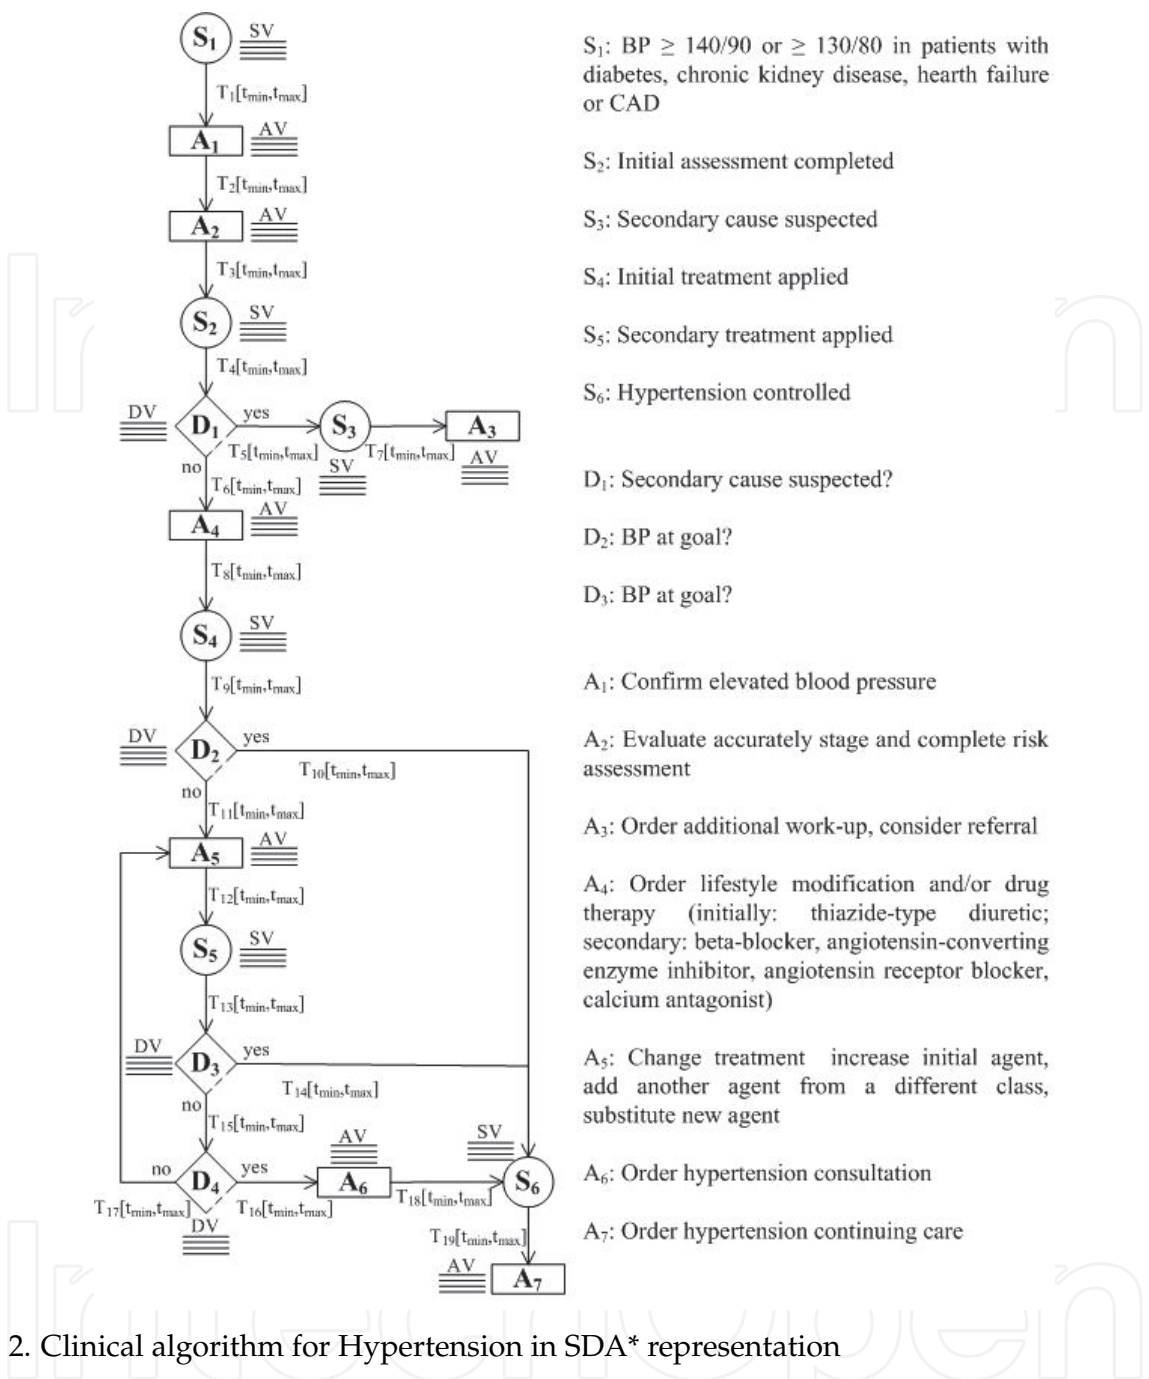 S₁
SV
T₁[tmin,tmax]
A₁
AV
T₂[tmin,tmax]
A₂
AV
T₃[tmin,tmax]
S₂
SV
T₄[tmin,tmax]
DV
D₁
yes
S₃
A₃
T₅[tmin,tmax]
T₇[tmin,tmax]
SV
AV
no
T₆[tmin,tmax]
A₄
AV
T₈[tmin,tmax]
S₄
SV
T₉[tmin,tmax]
DV
D₂
yes
T₁₀[tmin,tmax]
no
T₁₁[tmin,tmax]
A₅
AV
T₁₂[tmin,tmax]
S₅
SV
T₁₃[tmin,tmax]
DV
D₃
yes
T₁₄[tmin,tmax]
no
T₁₅[tmin,tmax]
AV
SV
no
D₄
yes
A₆
S₆
T₁₇[tmin,tmax]
T₁₆[tmin,tmax]
T₁₈[tmin,tmax]
DV
T₁₉[tmin,tmax]
AV
A₇
S₁: BP ≥ 140/90 or ≥ 130/80 in patients with
diabetes, chronic kidney disease, hearth failure
or CAD
S₂: Initial assessment completed
S₃: Secondary cause suspected
S₄: Initial treatment applied
S₅: Secondary treatment applied
S₆: Hypertension controlled
D₁: Secondary cause suspected?
D₂: BP at goal?
D₃: BP at goal?
A₁: Confirm elevated blood pressure
A₂: Evaluate accurately stage and complete risk
assessment
A₃: Order additional work-up, consider referral
A₄: Order lifestyle modification and/or drug
therapy (initially: thiazide-type diuretic;
secondary: beta-blocker, angiotensin-converting
enzyme inhibitor, angiotensin receptor blocker,
calcium antagonist)
A₅: Change treatment increase initial agent,
add another agent from a different class,
substitute new agent
A₆: Order hypertension consultation
A₇: Order hypertension continuing care
2. Clinical algorithm for Hypertension in SDA* representation